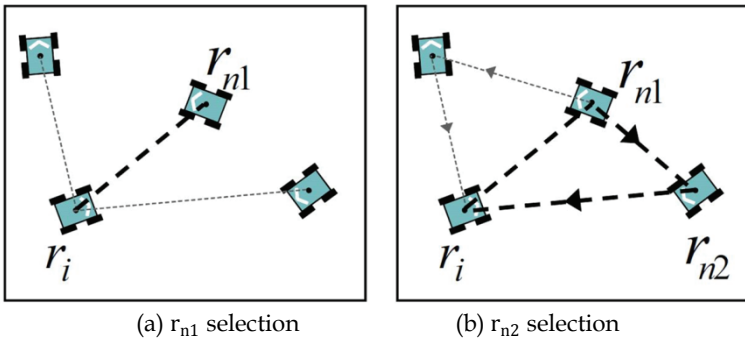 r_n1
r_i
(a) r_n1 selection
r_n1
r_i
r_n2
(b) r_n2 selection